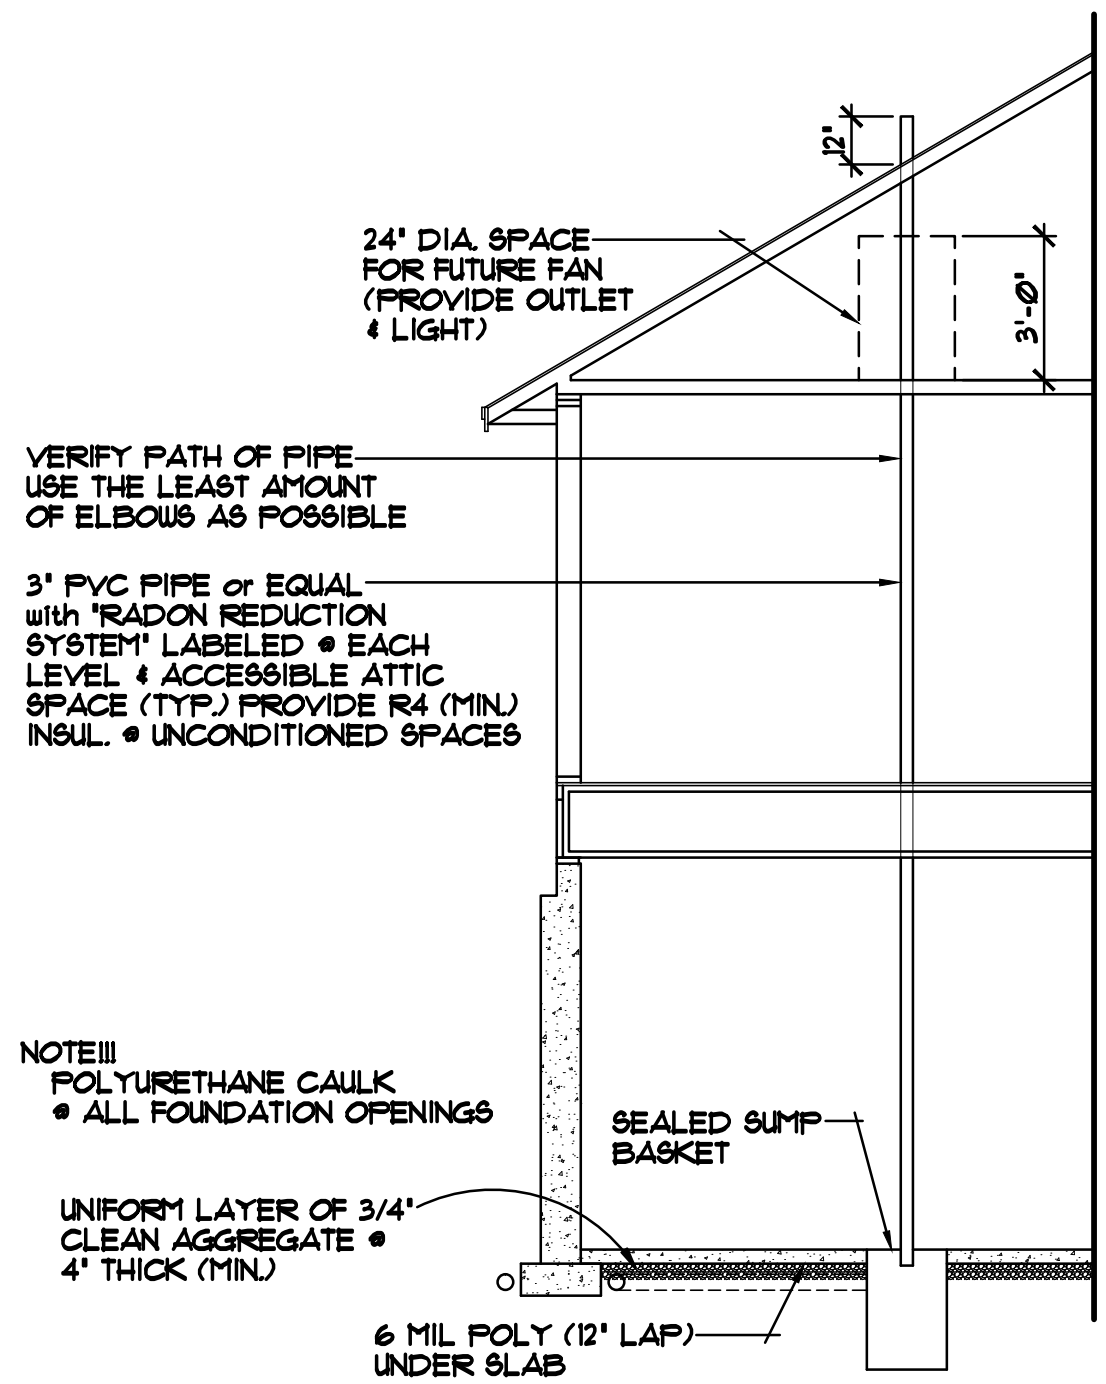 12"
24" DIA. SPACE
FOR FUTURE FAN
(PROVIDE OUTLET
& LIGHT)
3'-0"
VERIFY PATH OF PIPE
USE THE LEAST AMOUNT
OF ELBOWS AS POSSIBLE
3" PVC PIPE or EQUAL
with "RADON REDUCTION
SYSTEM" LABELED @ EACH
LEVEL & ACCESSIBLE ATTIC
SPACE (TYP.) PROVIDE R4 (MIN.)
INSUL. @ UNCONDITIONED SPACES
NOTE!!!
POLYURETHANE CAULK
@ ALL FOUNDATION OPENINGS
SEALED SUMP
BASKET
UNIFORM LAYER OF 3/4"
CLEAN AGGREGATE @
4" THICK (MIN.)
6 MIL POLY (12" LAP)
UNDER SLAB